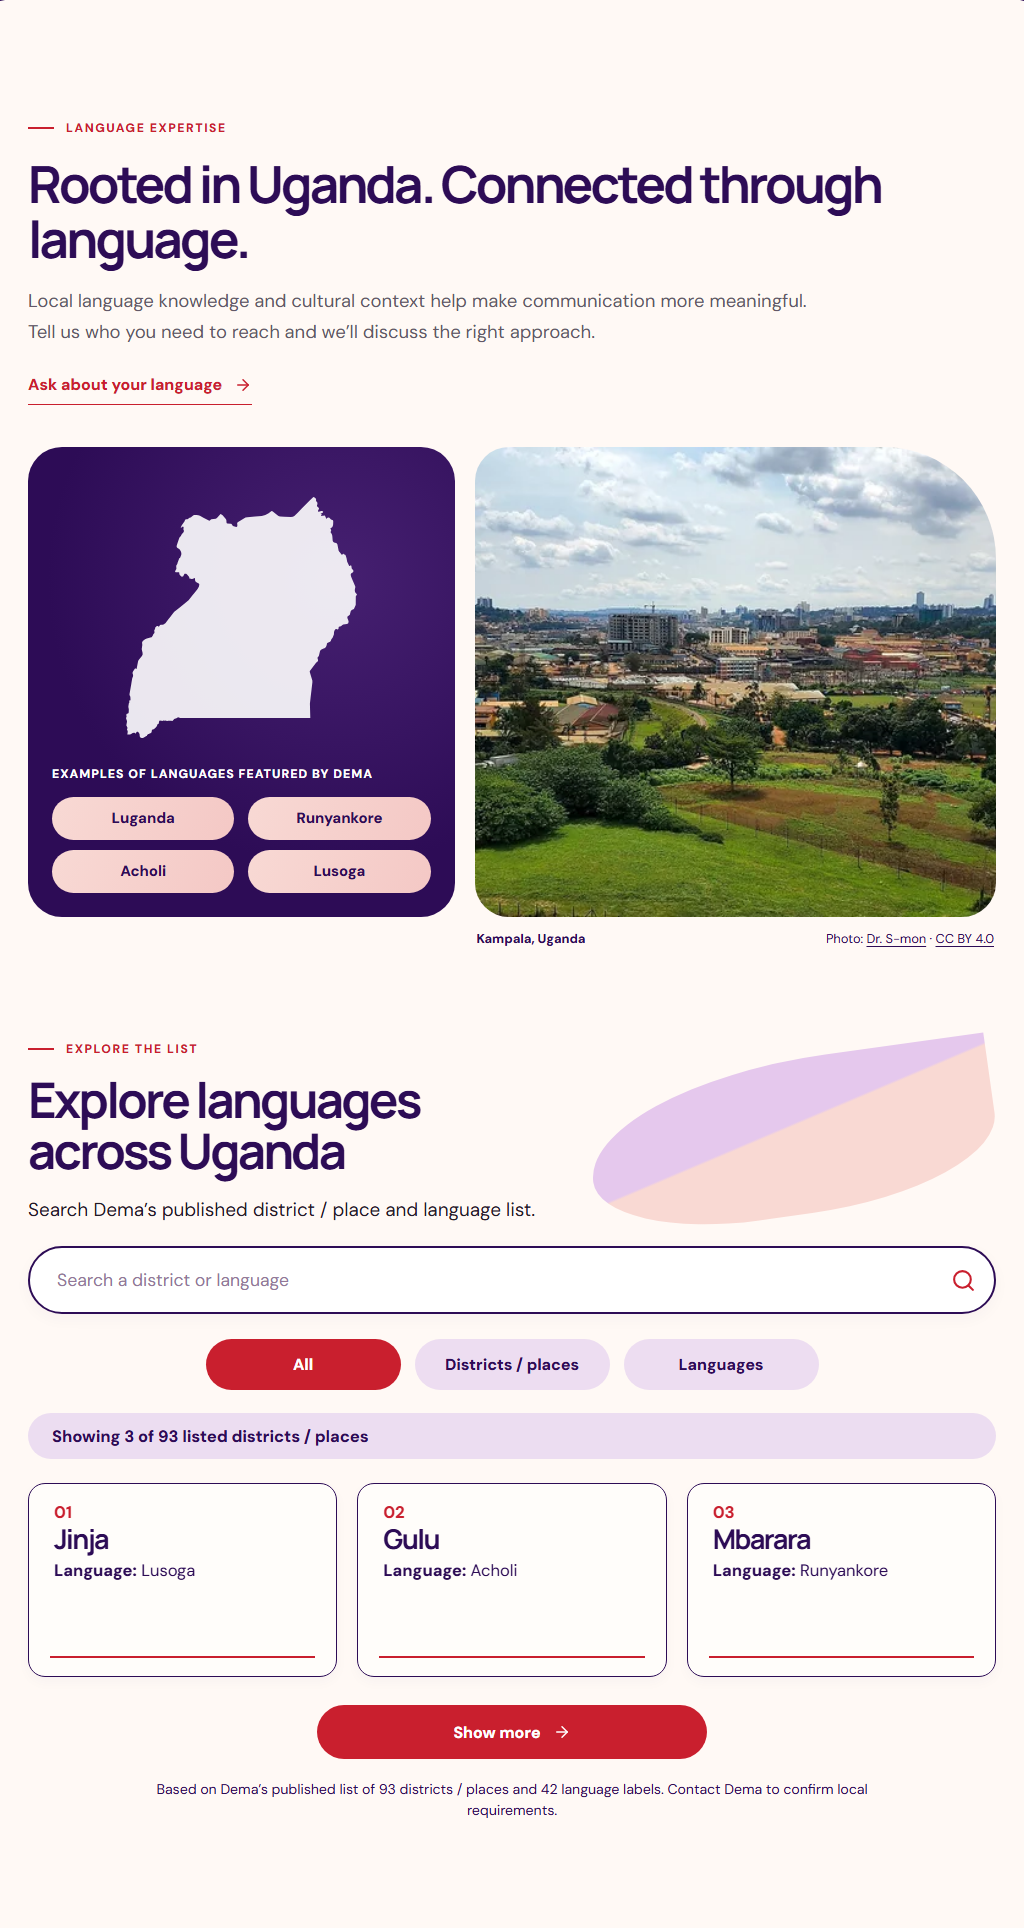 LANGUAGE EXPERTISE
Rooted in Uganda. Connected through
language.
Local language knowledge and cultural context help make communication more meaningful.
Tell us who you need to reach and we’ll discuss the right approach.
Ask about your language →
EXAMPLES OF LANGUAGES FEATURED BY DEMA
Luganda
Runyankore
Acholi
Lusoga
Kampala, Uganda
Photo: Dr. S-mon · CC BY 4.0
EXPLORE THE LIST
Explore languages
across Uganda
Search Dema’s published district / place and language list.
Search a district or language
All
Districts / places
Languages
Showing 3 of 93 listed districts / places
01
Jinja
Language: Lusoga
02
Gulu
Language: Acholi
03
Mbarara
Language: Runyankore
Show more →
Based on Dema’s published list of 93 districts / places and 42 language labels. Contact Dema to confirm local
requirements.